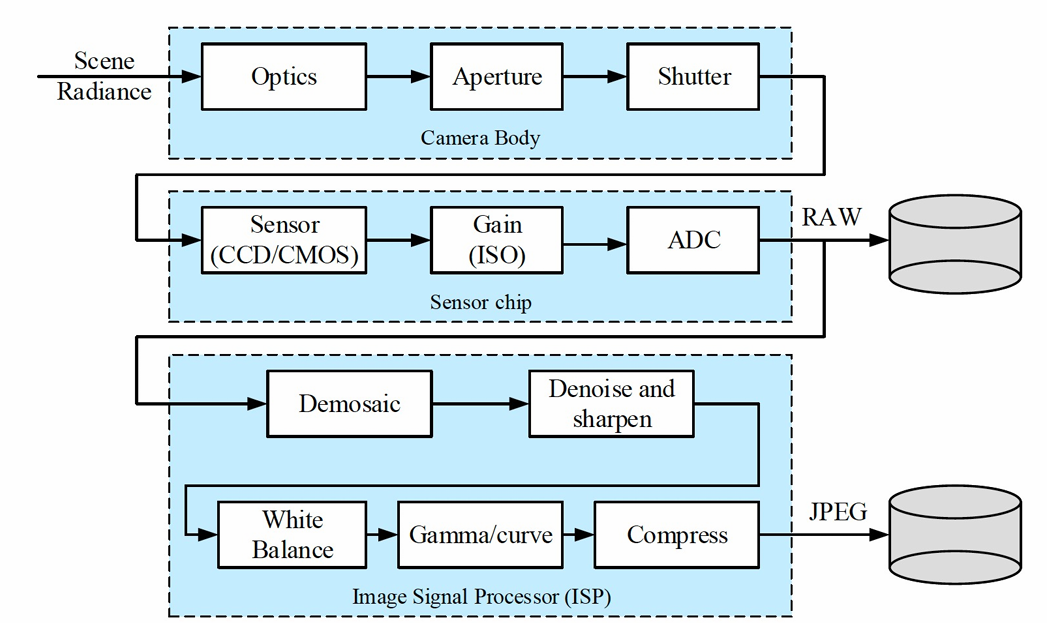 Scene
Radiance
Optics
Aperture
Shutter
Camera Body
Sensor
(CCD/CMOS)
Gain
(ISO)
ADC
RAW
Sensor chip
Demosaic
Denoise and
sharpen
White
Balance
Gamma/curve
Compress
JPEG
Image Signal Processor (ISP)